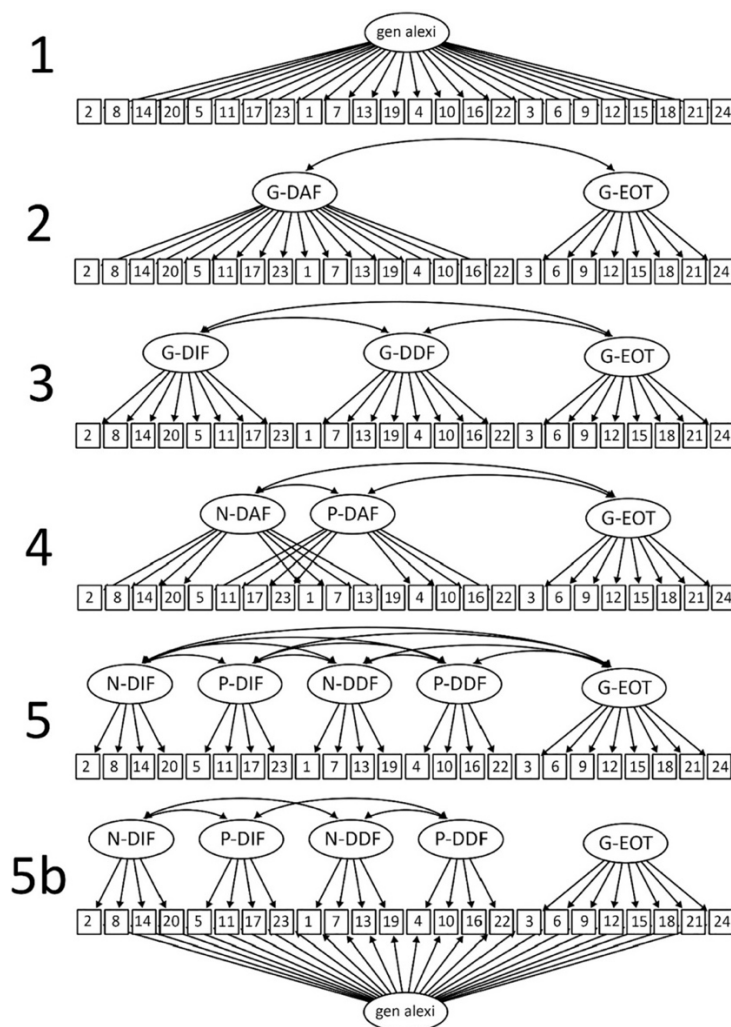 gen alexi
1
2 8 14 20 5 11 17 23 1 7 13 19 4 10 16 22 3 6 9 12 15 18 21 24
G-DAF G-EOT
2
2 8 14 20 5 11 17 23 1 7 13 19 4 10 16 22 3 6 9 12 15 18 21 24
G-DIF G-DDF G-EOT
3
2 8 14 20 5 11 17 23 1 7 13 19 4 10 16 22 3 6 9 12 15 18 21 24
N-DAF P-DAF G-EOT
4
2 8 14 20 5 11 17 23 1 7 13 19 4 10 16 22 3 6 9 12 15 18 21 24
N-DIF P-DIF N-DDF P-DDF G-EOT
5
2 8 14 20 5 11 17 23 1 7 13 19 4 10 16 22 3 6 9 12 15 18 21 24
N-DIF P-DIF N-DDF P-DDF G-EOT
5b
2 8 14 20 5 11 17 23 1 7 13 19 4 10 16 22 3 6 9 12 15 18 21 24
gen alexi